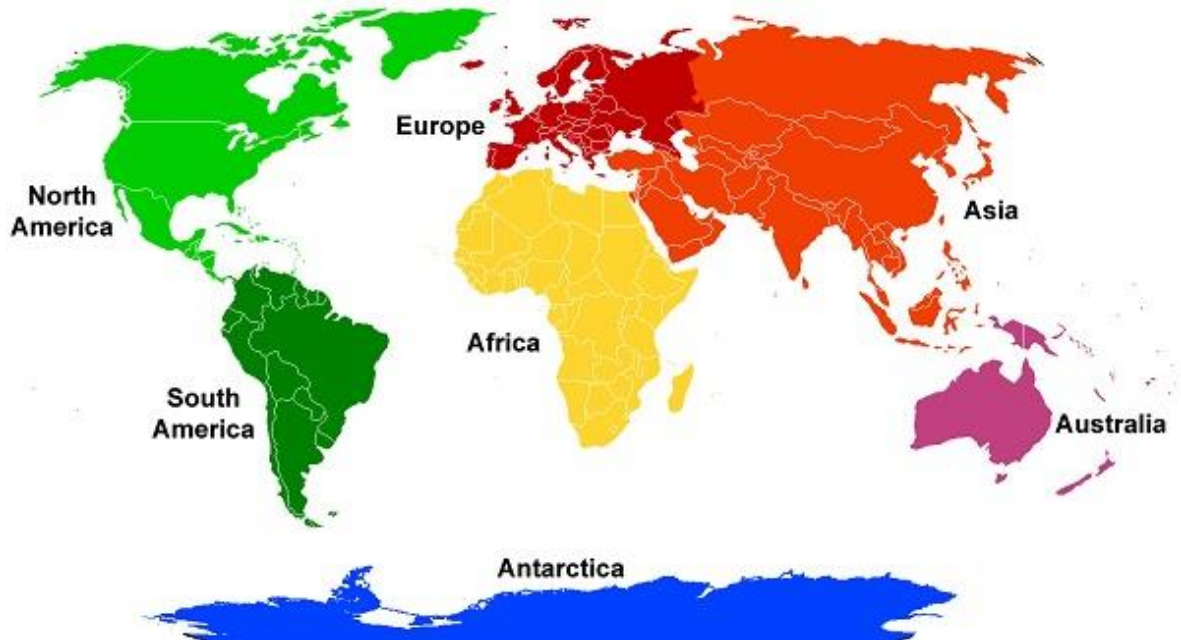 Europe
North
America
Asia
Africa
South
America
Australia
Antarctica